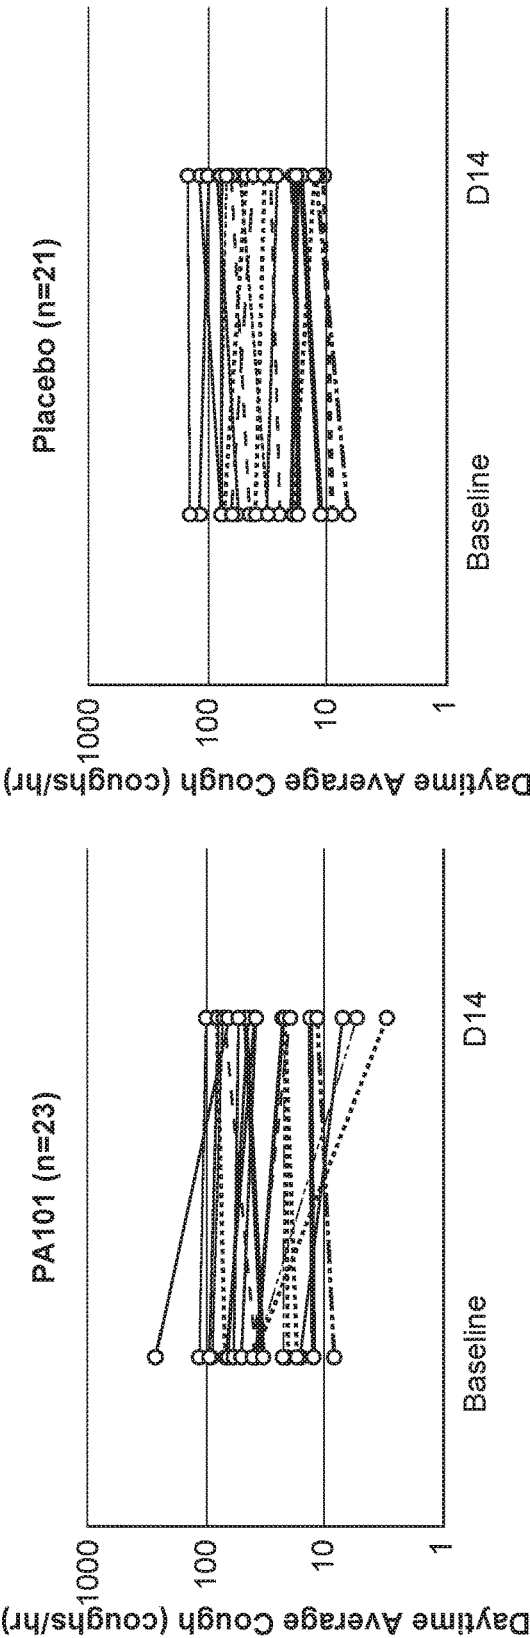 PA101 (n=23)
Daytime Average Cough (coughs/hr)
1000
100
10
1
Baseline
D14
Placebo (n=21)
Daytime Average Cough (coughs/hr)
1000
100
10
1
Baseline
D14